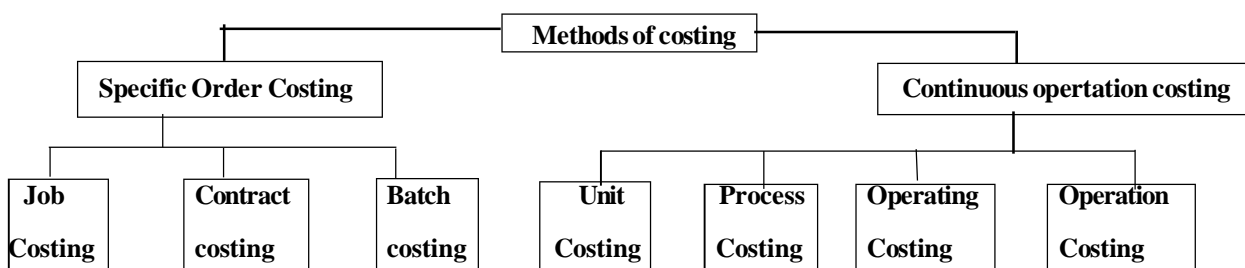 Methods of costing
Specific Order Costing
Continuous opertation costing
Job
Costing
Contract
costing
Batch
costing
Unit
Costing
Process
Costing
Operating
Costing
Operation
Costing